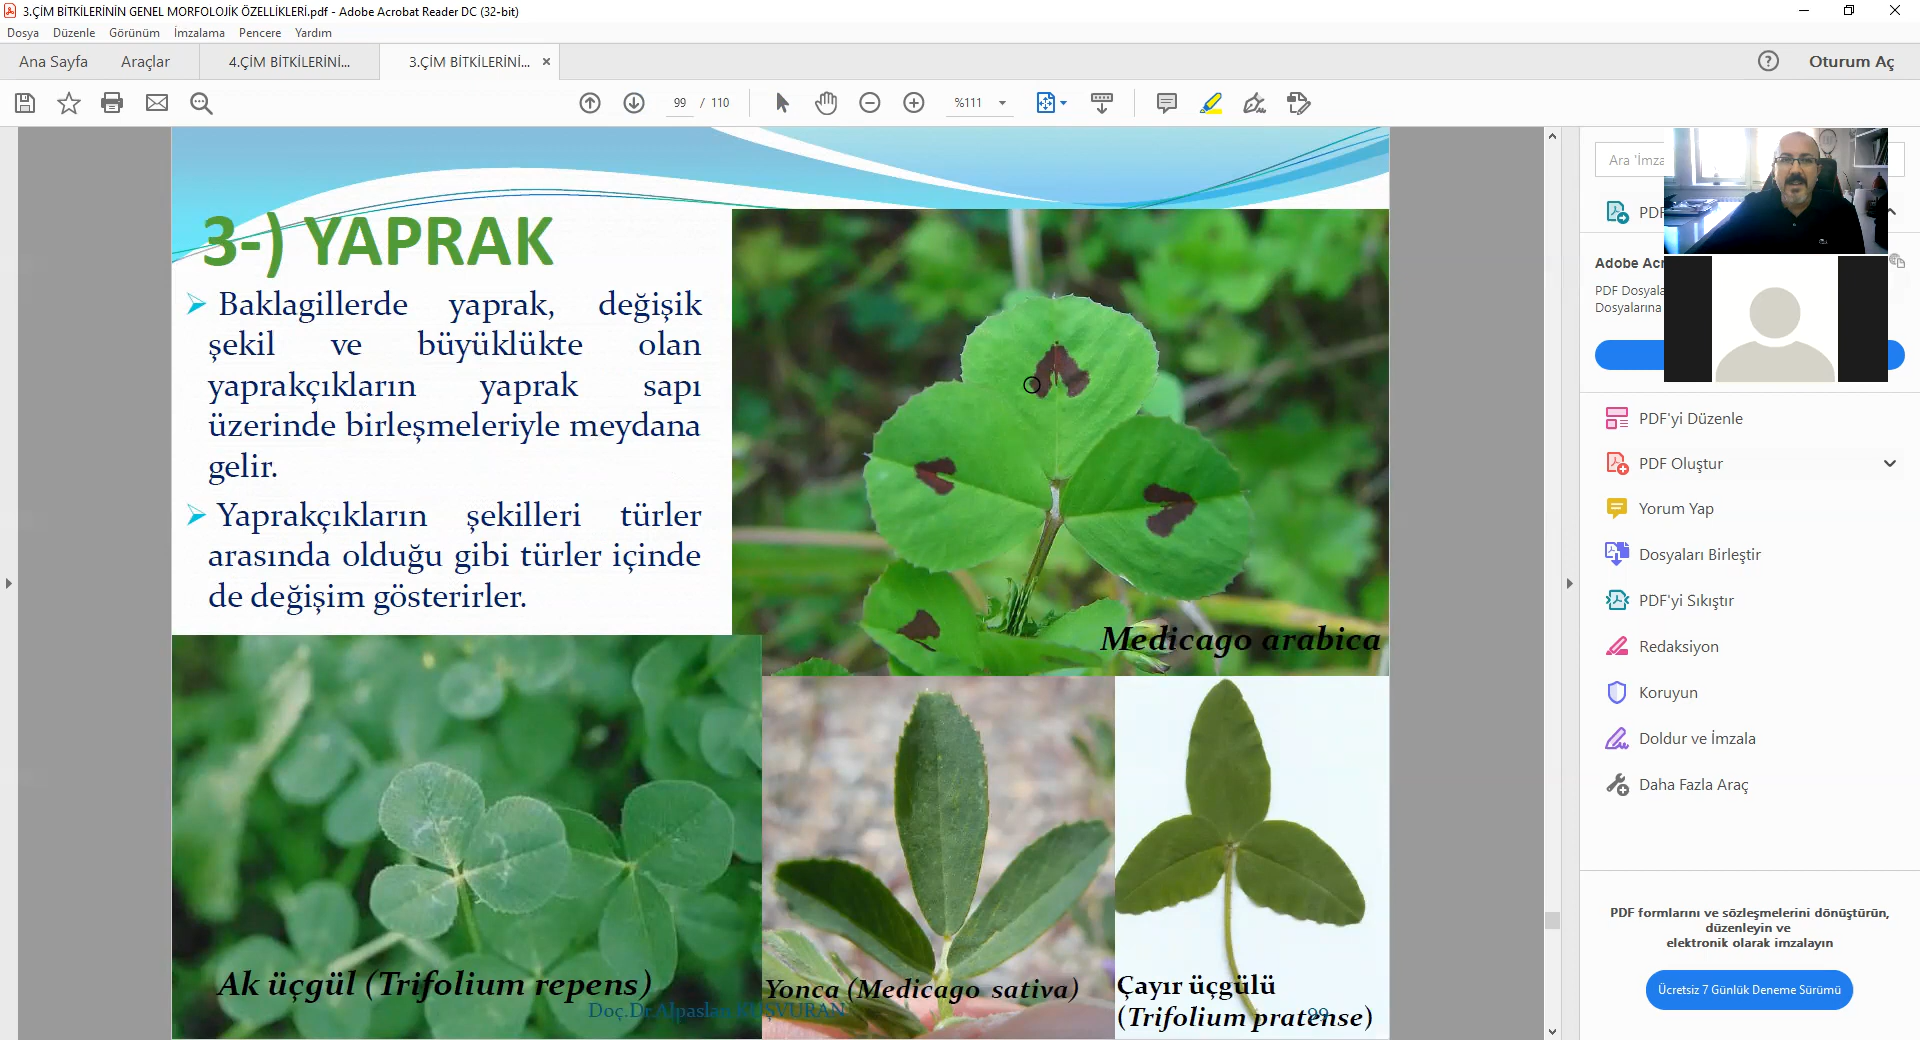 3.ÇİM BİTKİLERİNİN GENEL MORFOLOJİK ÖZELLİKLERİ.pdf - Adobe Acrobat Reader DC (32-bit)
Dosya Düzenle Görünüm İmzalama Pencere Yardım
Ana Sayfa Araçlar 4.ÇİM BİTKİLERİNİ... 3.ÇİM BİTKİLERİNİ... × Oturum Aç
99 / 110 %111
3-) YAPRAK
Baklagillerde yaprak, değişik
şekil ve büyüklükte olan
yaprakçıkların yaprak sapı
üzerinde birleşmeleriyle meydana
gelir.
Yaprakçıkların şekilleri türler
arasında olduğu gibi türler içinde
de değişim gösterirler.
Medicago arabica
Ak üçgül (Trifolium repens)
Yonca (Medicago sativa)
Çayır üçgülü
(Trifolium pratense)
Doç.Dr.Alpaslan KUŞVURAN
99
Ara 'İmza
PDF
Adobe Acr
PDF Dosyala
Dosyalarına
PDF'yi Düzenle
PDF Oluştur
Yorum Yap
Dosyaları Birleştir
PDF'yi Sıkıştır
Redaksiyon
Koruyun
Doldur ve İmzala
Daha Fazla Araç
PDF formlarını ve sözleşmelerini dönüştürün,
düzenleyin ve
elektronik olarak imzalayın
Ücretsiz 7 Günlük Deneme Sürümü